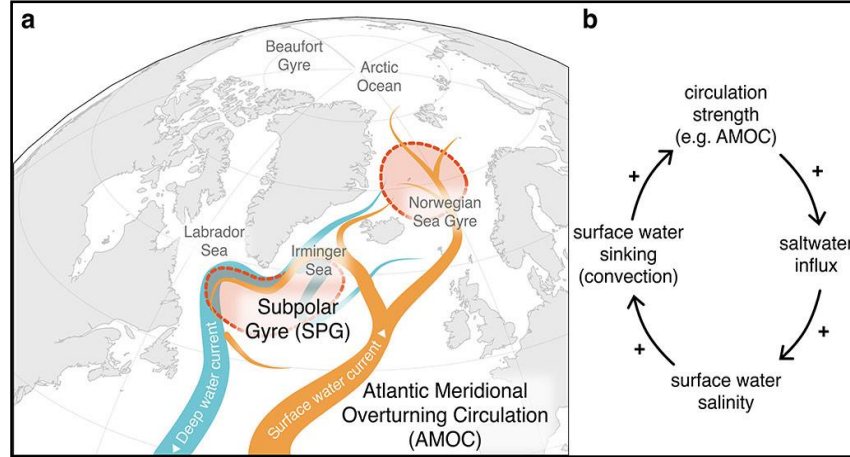 a
Beaufort
Gyre
Arctic
Ocean
Norwegian
Sea Gyre
Labrador
Sea
Irminger
Sea
Subpolar
Gyre (SPG)
◀ Deep water current
Surface water current ▶
Atlantic Meridional
Overturning Circulation
(AMOC)
b
circulation
strength
(e.g. AMOC)
+
+
surface water
sinking
(convection)
saltwater
influx
+
+
surface water
salinity